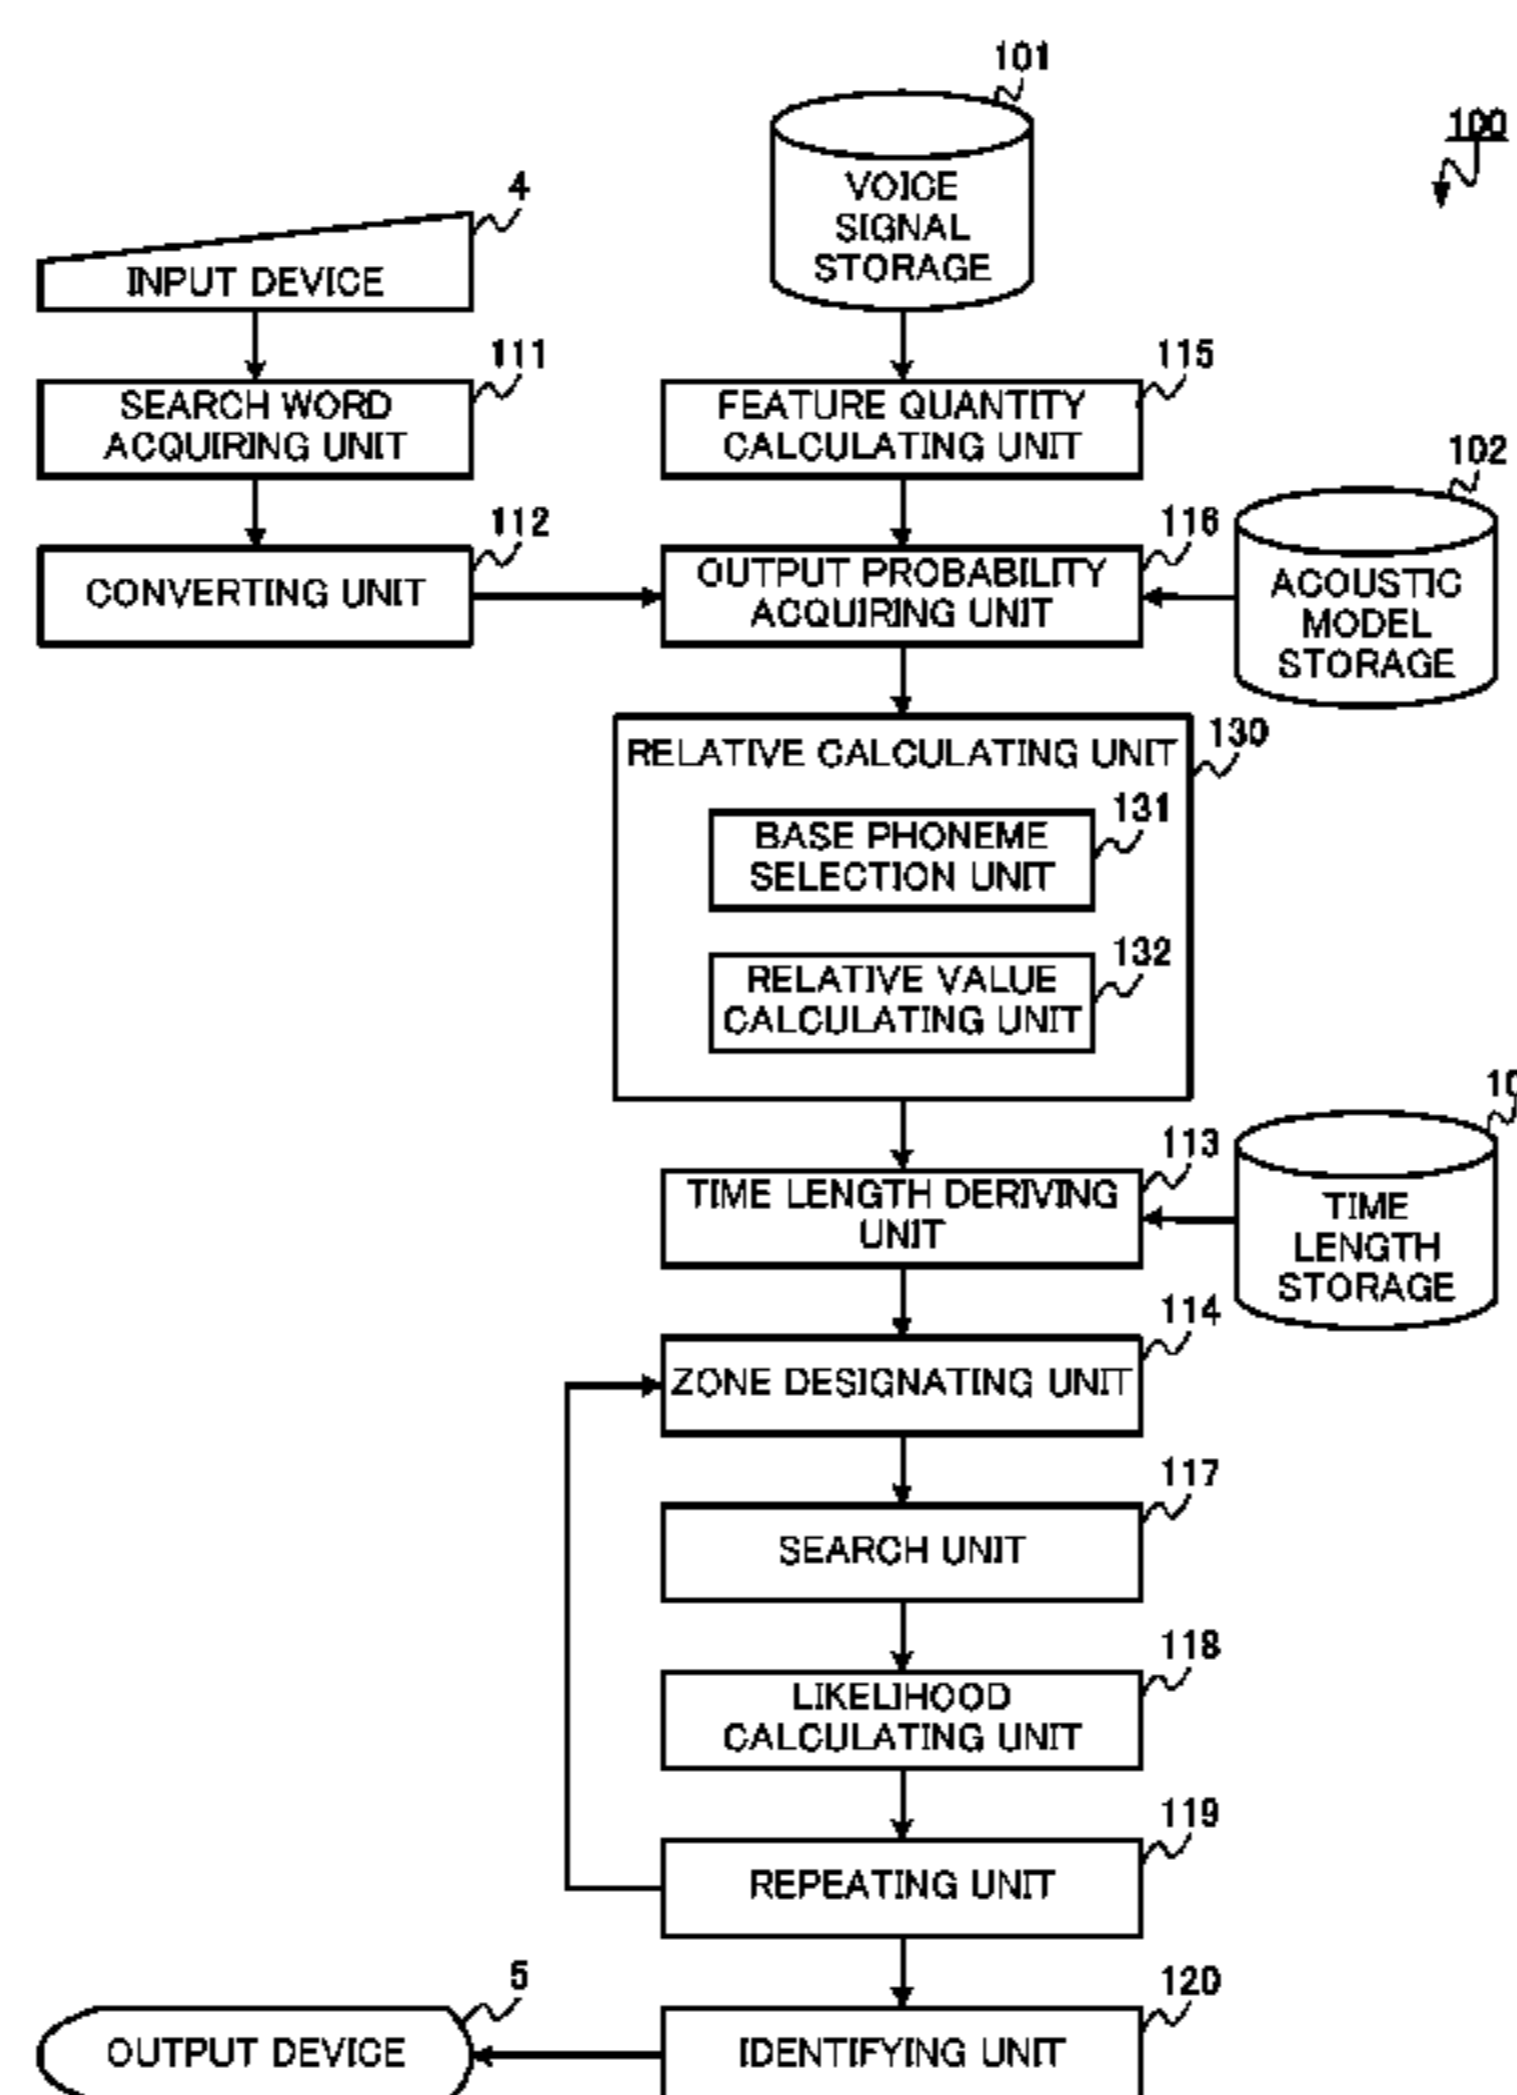 101
100
VOICE
SIGNAL
STORAGE
4
INPUT DEVICE
111
SEARCH WORD
ACQUIRING UNIT
115
FEATURE QUANTITY
CALCULATING UNIT
102
ACOUSTIC
MODEL
STORAGE
112
CONVERTING UNIT
116
OUTPUT PROBABILITY
ACQUIRING UNIT
130
RELATIVE CALCULATING UNIT
131
BASE PHONEME
SELECTION UNIT
132
RELATIVE VALUE
CALCULATING UNIT
113
TIME LENGTH DERIVING
UNIT
TIME
LENGTH
STORAGE
114
ZONE DESIGNATING UNIT
117
SEARCH UNIT
118
LIKELIHOOD
CALCULATING UNIT
119
REPEATING UNIT
120
IDENTIFYING UNIT
5
OUTPUT DEVICE